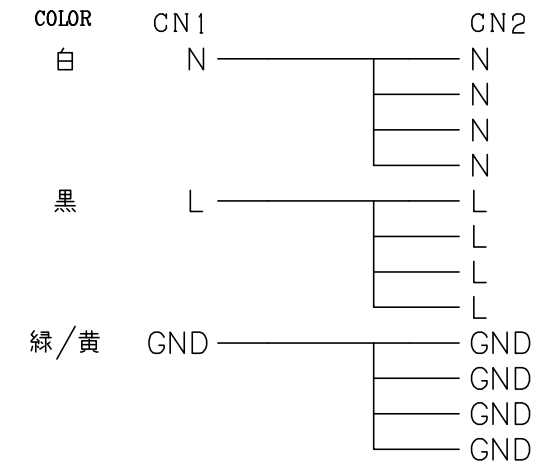 COLOR CN1 CN2
白 N N
N
N
N
黒 L L
L
L
L
緑/黄 GND GND
GND
GND
GND